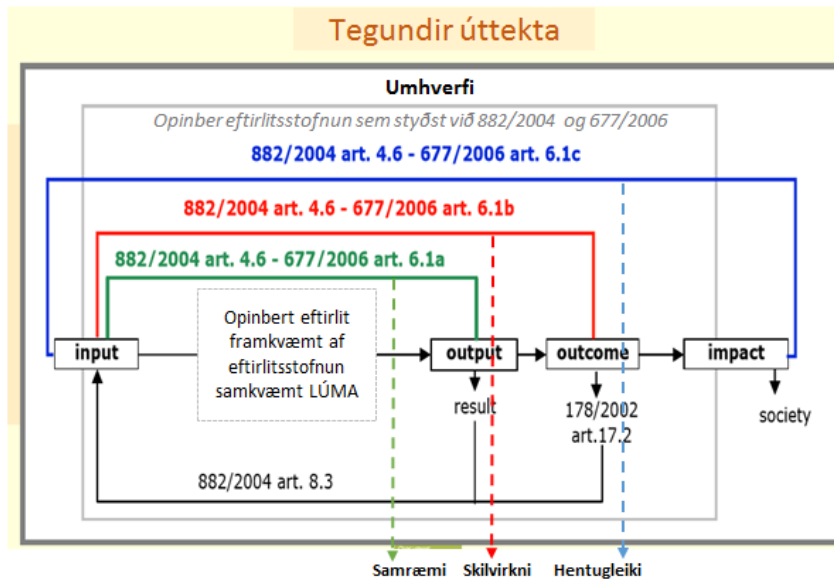 Tegundir úttekta
Umhverfi
Opinber eftirlitsstofnun sem styðst við 882/2004 og 677/2006
882/2004 art. 4.6 - 677/2006 art. 6.1c
882/2004 art. 4.6 - 677/2006 art. 6.1b
882/2004 art. 4.6 - 677/2006 art. 6.1a
Opinbert eftirlit
framkvæmt af
eftirlitsstofnun
samkvæmt LÚMA
input
output
outcome
impact
result
178/2002
art.17.2
society
882/2004 art. 8.3
Samræmi
Skilvirkni
Hentugleiki